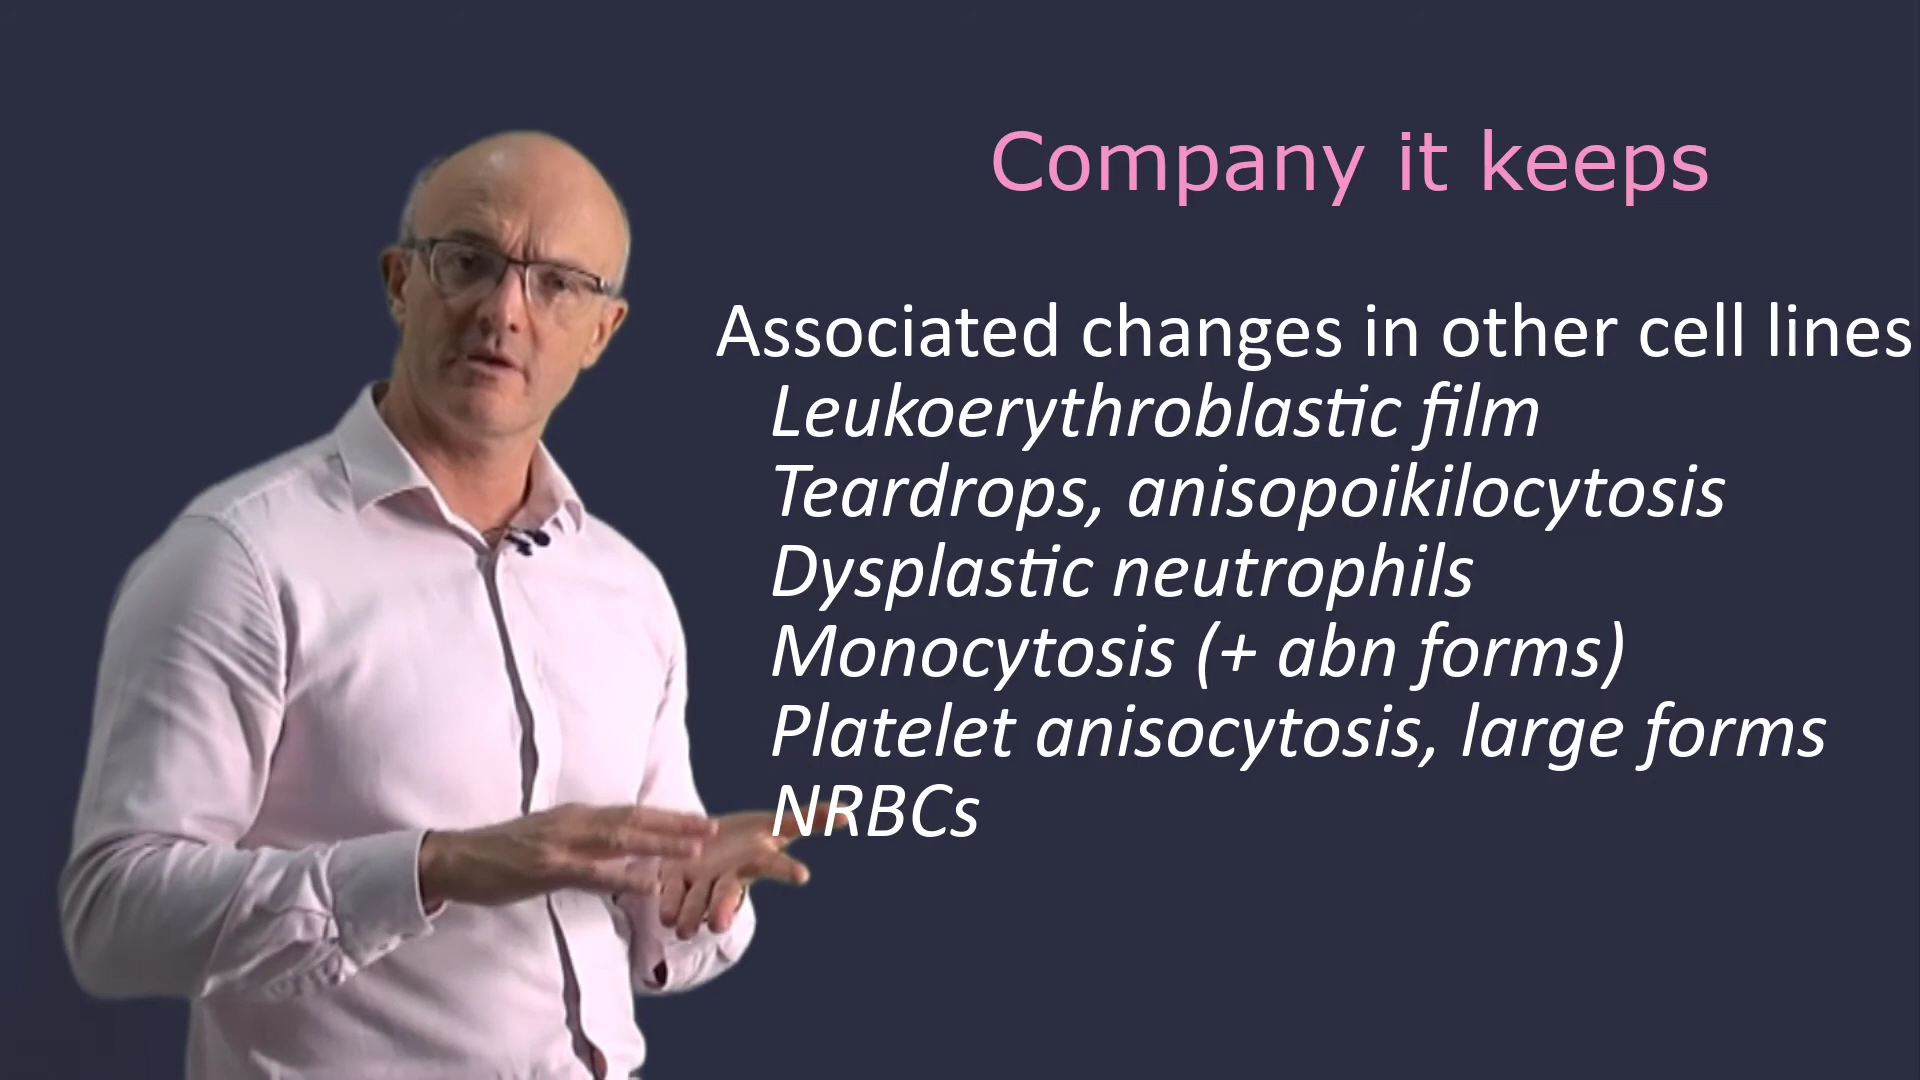 Company it keeps
Associated changes in other cell lines
Leukoerythroblastic film
Teardrops, anisopoikilocytosis
Dysplastic neutrophils
Monocytosis (+ abn forms)
Platelet anisocytosis, large forms
NRBCs